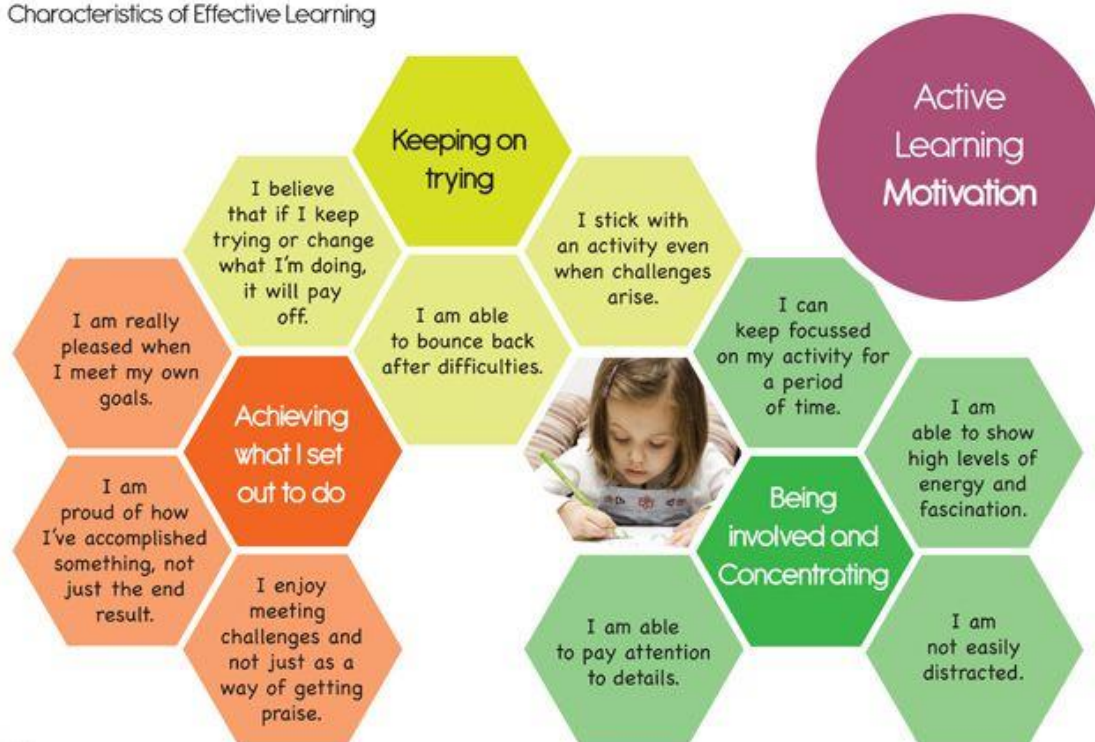 Characteristics of Effective Learning
Active
Learning
Motivation
Keeping on
trying
I believe
that if I keep
trying or change
what I'm doing,
it will pay
off.
I am able
to bounce back
after difficulties.
I stick with
an activity even
when challenges
arise.
Achieving
what I set
out to do
I am really
pleased when
I meet my own
goals.
I am
proud of how
I've accomplished
something, not
just the end
result.
I enjoy
meeting
challenges and
not just as a
way of getting
praise.
Being
involved and
Concentrating
I can
keep focussed
on my activity for
a period
of time.
I am
able to show
high levels of
energy and
fascination.
I am able
to pay attention
to details.
I am
not easily
distracted.